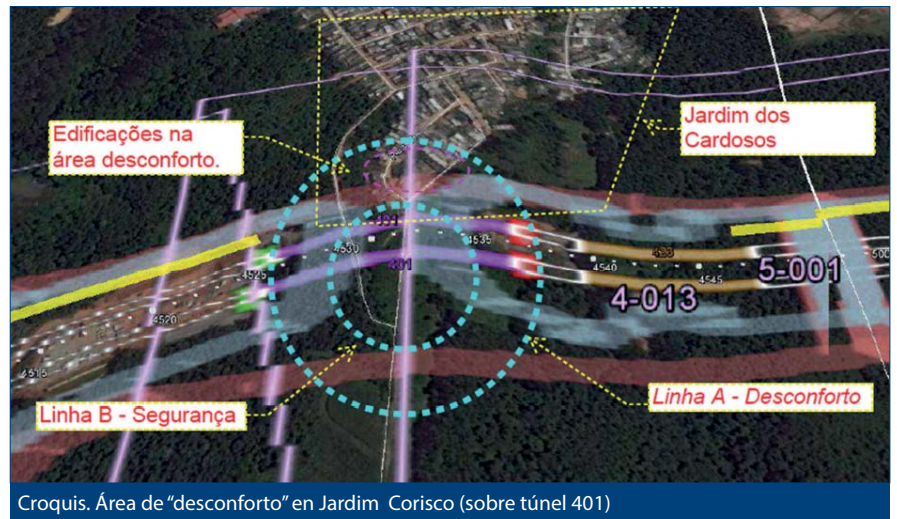 Edificações na
área desconforto.
Jardim dos
Cardosos
401
401
4535
4530
4525
4520
4515
4540
4545
500
4-013
5-001
Linha B - Segurança
Linha A - Desconforto
Croquis. Área de “desconforto” en Jardim Corisco (sobre túnel 401)